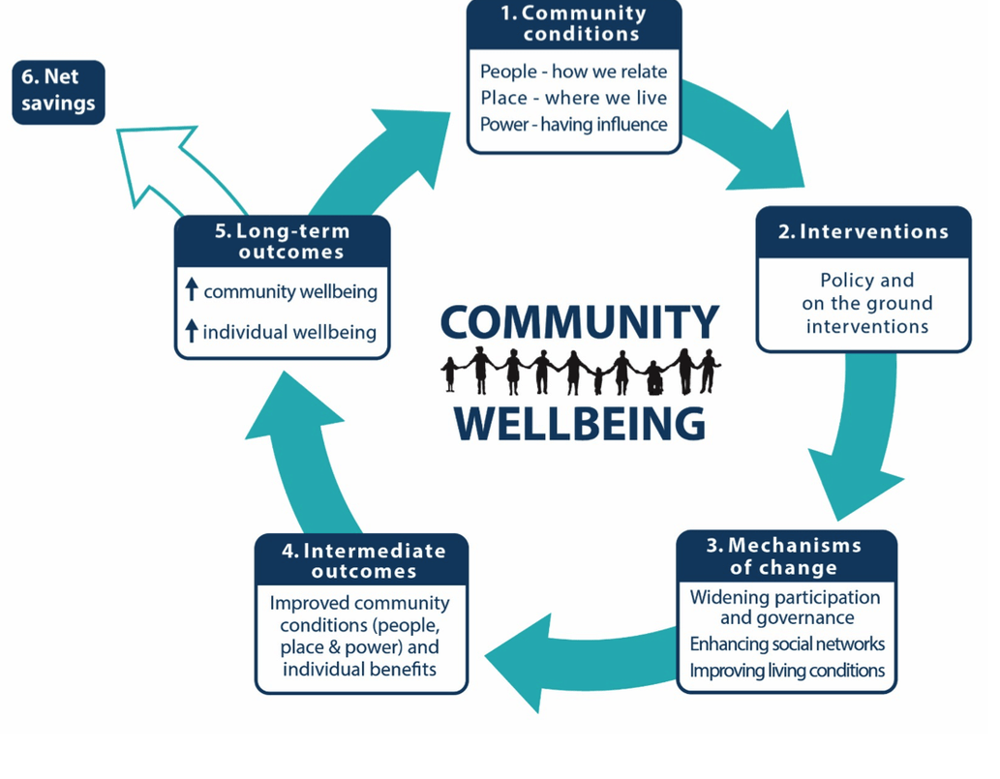 1. Community
conditions
People - how we relate
Place - where we live
Power - having influence
2. Interventions
Policy and
on the ground
interventions
3. Mechanisms
of change
Widening participation
and governance
Enhancing social networks
Improving living conditions
4. Intermediate
outcomes
Improved community
conditions (people,
place & power) and
individual benefits
5. Long-term
outcomes
↑ community wellbeing
↑ individual wellbeing
6. Net
savings
COMMUNITY
WELLBEING